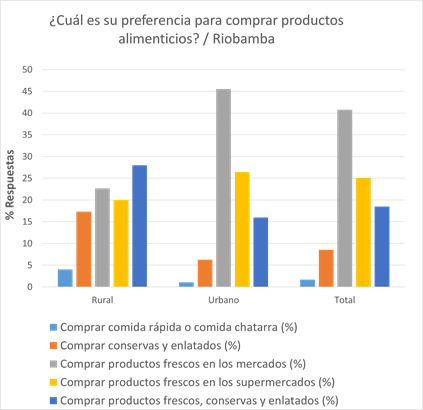 ¿Cuál es su preferencia para comprar productos
alimenticios? / Riobamba
% Respuestas
50
45
40
35
30
25
20
15
10
5
0
Rural
Urbano
Total
Comprar comida rápida o comida chatarra (%)
Comprar conservas y enlatados (%)
Comprar productos frescos en los mercados (%)
Comprar productos frescos en los supermercados (%)
Comprar productos frescos, conservas y enlatados (%)